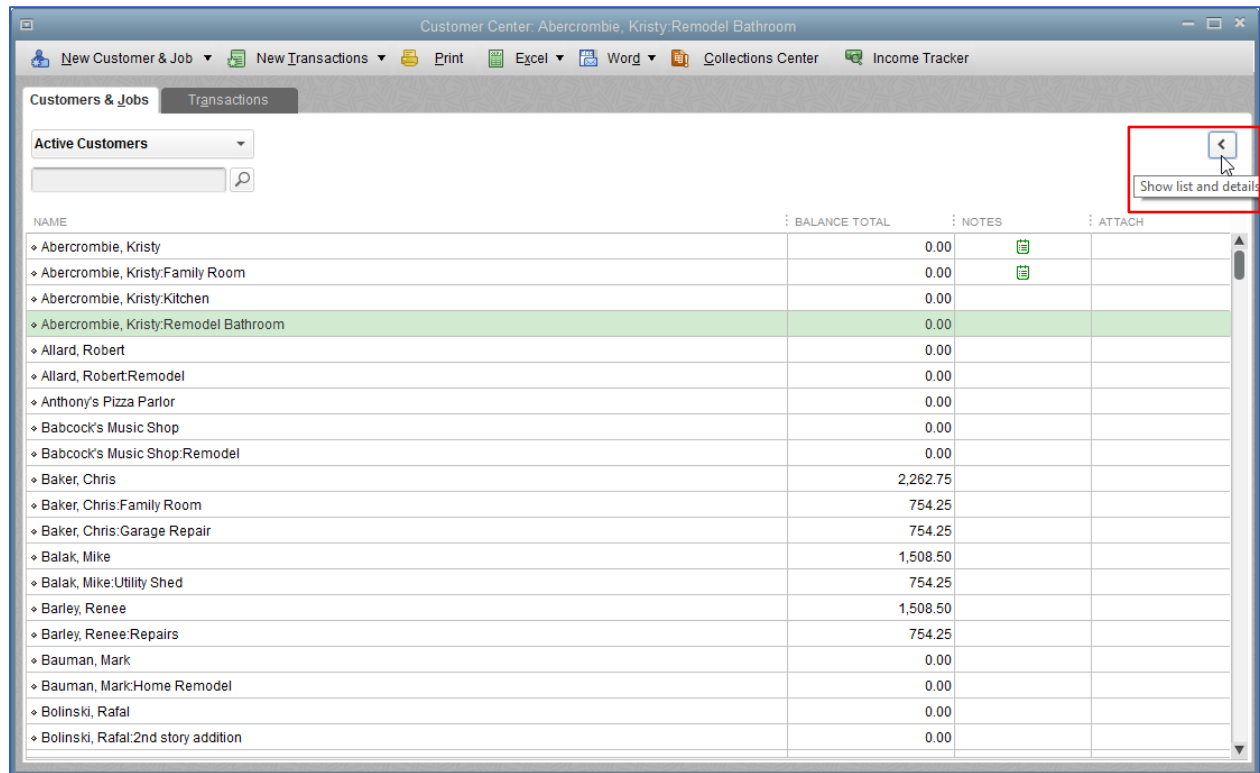 Customer Center: Abercrombie, Kristy:Remodel Bathroom
New Customer & Job New Transactions Print Excel Word Collections Center Income Tracker
Customers & Jobs Transactions
Active Customers
Show list and details
NAME BALANCE TOTAL NOTES ATTACH
Abercrombie, Kristy 0.00
Abercrombie, Kristy:Family Room 0.00
Abercrombie, Kristy:Kitchen 0.00
Abercrombie, Kristy:Remodel Bathroom 0.00
Allard, Robert 0.00
Allard, Robert:Remodel 0.00
Anthony's Pizza Parlor 0.00
Babcock's Music Shop 0.00
Babcock's Music Shop:Remodel 0.00
Baker, Chris 2,262.75
Baker, Chris:Family Room 754.25
Baker, Chris:Garage Repair 754.25
Balak, Mike 1,508.50
Balak, Mike:Utility Shed 754.25
Barley, Renee 1,508.50
Barley, Renee:Repairs 754.25
Bauman, Mark 0.00
Bauman, Mark:Home Remodel 0.00
Bolinski, Rafal 0.00
Bolinski, Rafal:2nd story addition 0.00